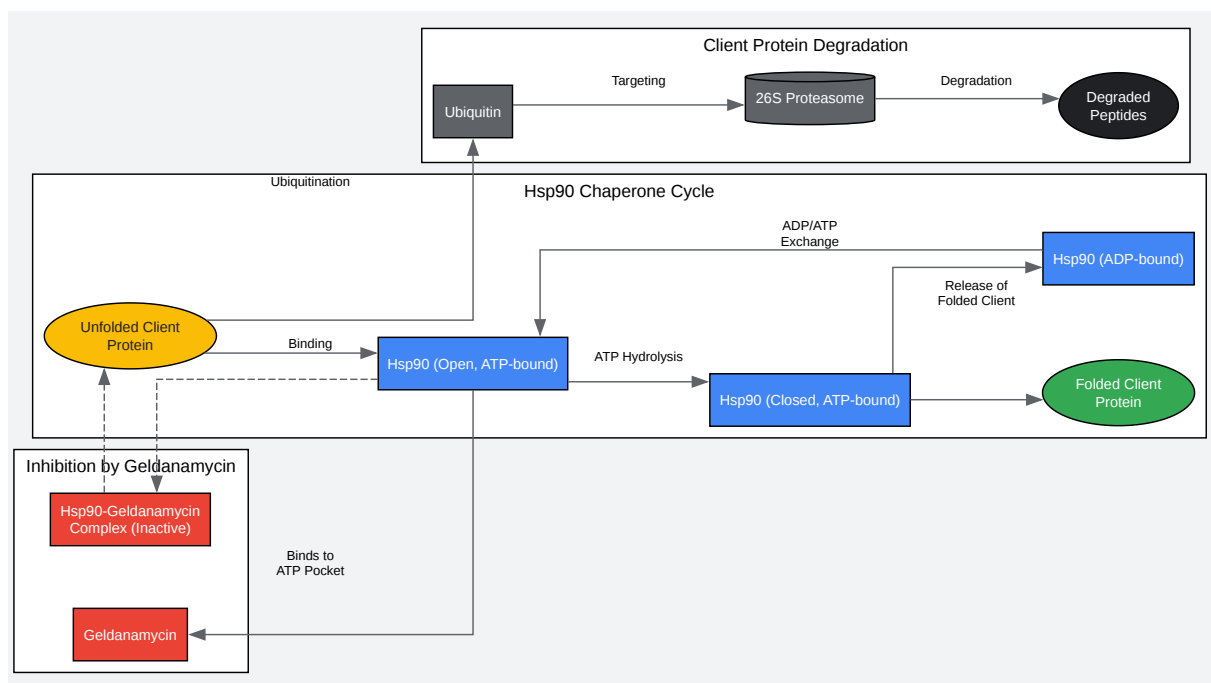 Client Protein Degradation
Targeting
Degradation
Ubiquitin
26S Proteasome
Degraded
Peptides
Ubiquitination
Hsp90 Chaperone Cycle
ADP/ATP
Exchange
Hsp90 (ADP-bound)
Release of
Folded Client
Unfolded Client
Protein
Binding
Hsp90 (Open, ATP-bound)
ATP Hydrolysis
Hsp90 (Closed, ATP-bound)
Folded Client
Protein
Inhibition by Geldanamycin
Hsp90-Geldanamycin
Complex (Inactive)
Binds to
ATP Pocket
Geldanamycin